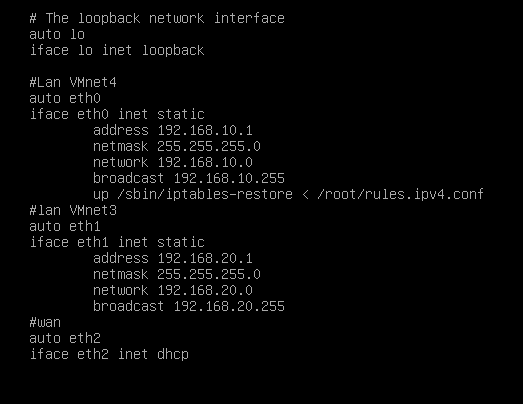 # The loopback network interface
auto lo
iface lo inet loopback
#Lan VMnet4
auto eth0
iface eth0 inet static
address 192.168.10.1
netmask 255.255.255.0
network 192.168.10.0
broadcast 192.168.10.255
up /sbin/iptables-restore < /root/rules.ipv4.conf
#lan VMnet3
auto eth1
iface eth1 inet static
address 192.168.20.1
netmask 255.255.255.0
network 192.168.20.0
broadcast 192.168.20.255
#wan
auto eth2
iface eth2 inet dhcp